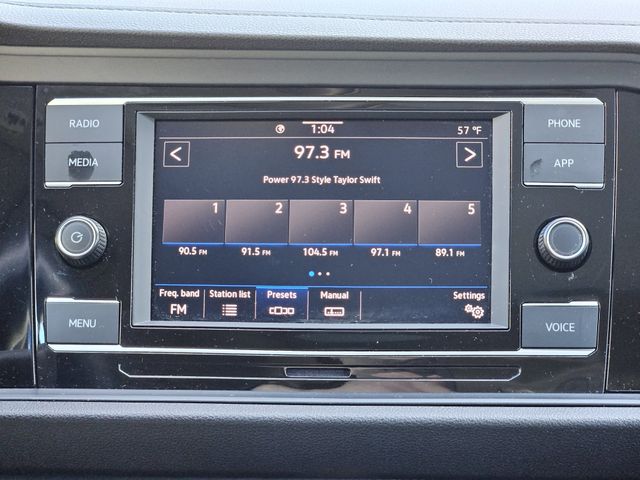 RADIO
MEDIA
MENU
1:04
57 °F
< 97.3 FM >
Power 97.3 Style Taylor Swift
1 2 3 4 5
90.5 FM 91.5 FM 104.5 FM 97.1 FM 89.1 FM
Freq. band Station list Presets Manual Settings
FM
PHONE
APP
VOICE